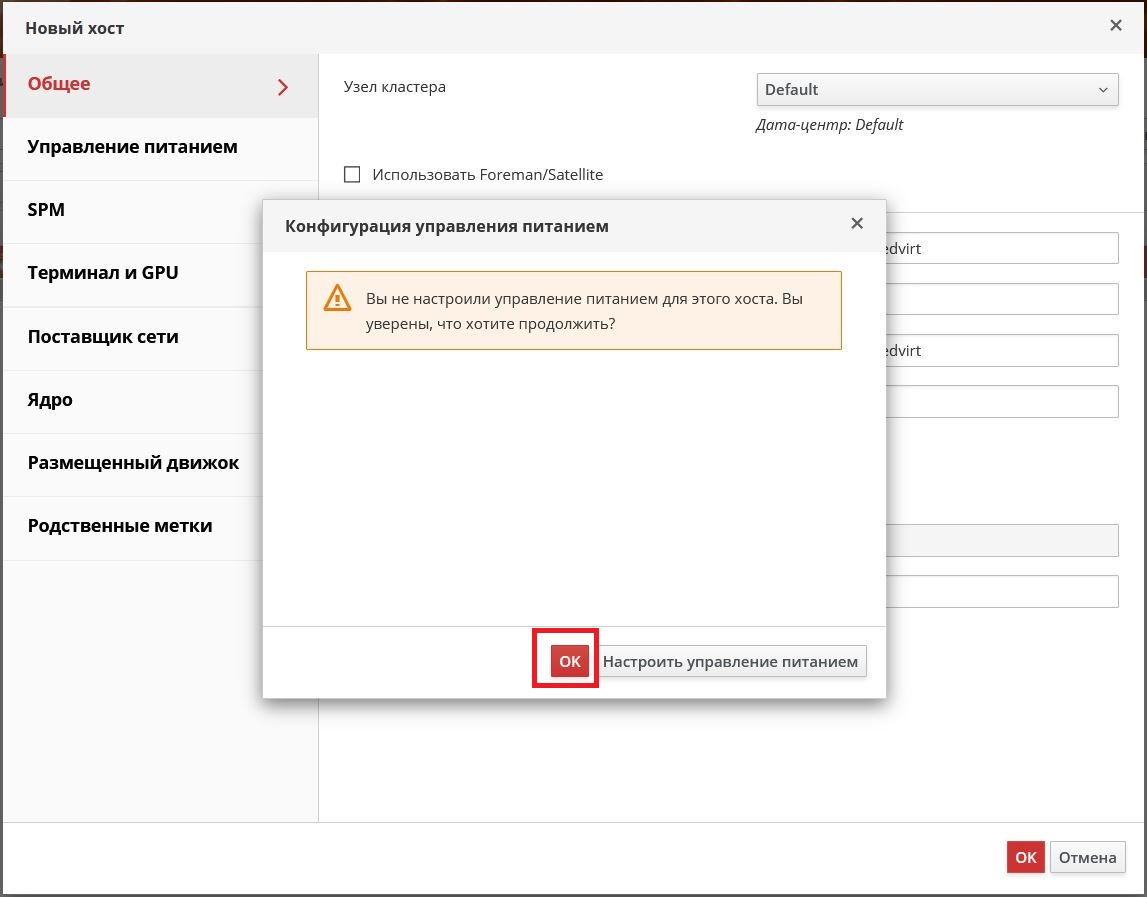 Новый хост
Общее
Управление питанием
SPM
Терминал и GPU
Поставщик сети
Ядро
Размещенный движок
Родственные метки
Узел кластера
Default
Дата-центр: Default
Использовать Foreman/Satellite
Конфигурация управления питанием
Вы не настроили управление питанием для этого хоста. Вы
уверены, что хотите продолжить?
OK
Настроить управление питанием
OK
Отмена